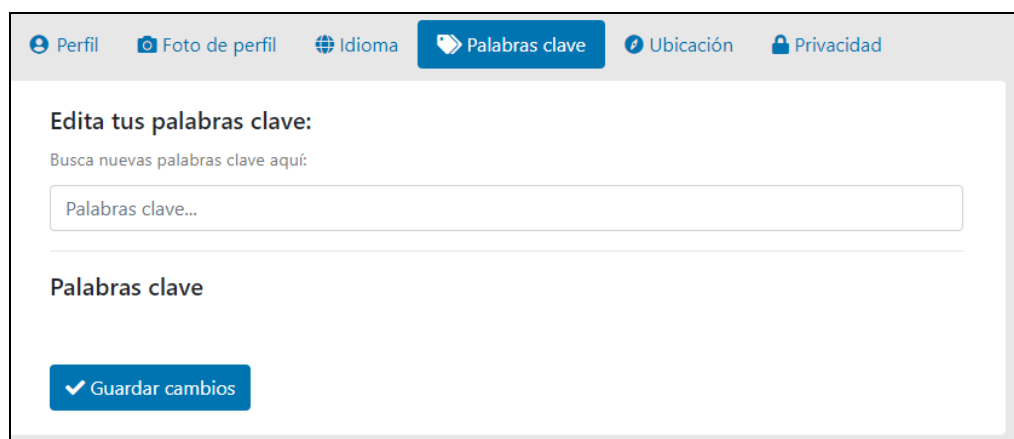 Perfil Foto de perfil Idioma Palabras clave Ubicación Privacidad
Edita tus palabras clave:
Busca nuevas palabras clave aquí:
Palabras clave...
Palabras clave
Guardar cambios